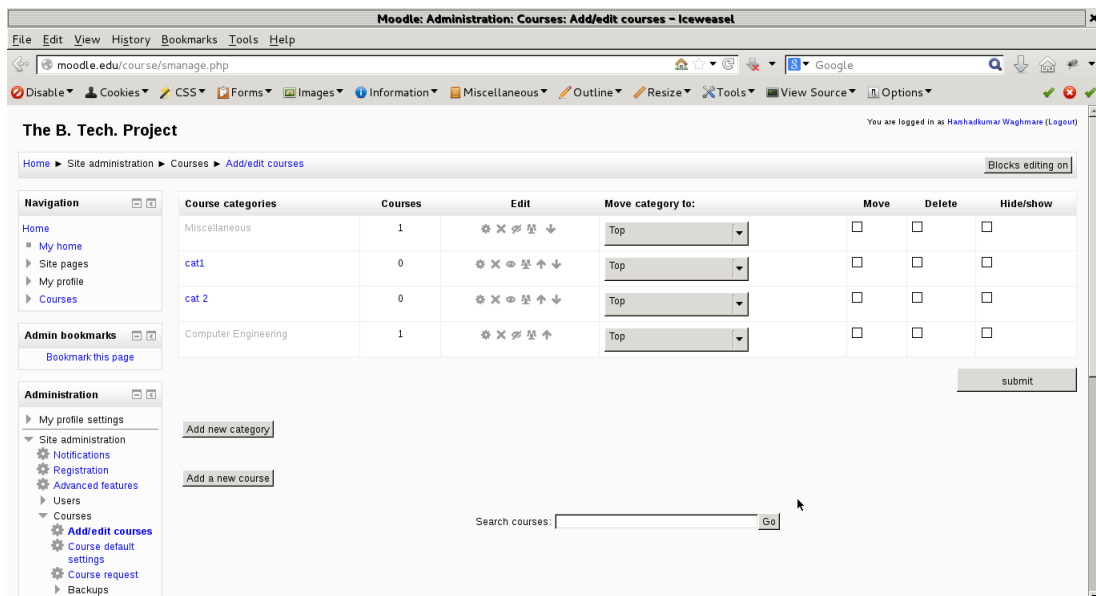 Moodle: Administration: Courses: Add/edit courses - Iceweasel
File Edit View History Bookmarks Tools Help
moodle.edu/course/smanage.php
Google
Disable Cookies CSS Forms Images Information Miscellaneous Outline Resize Tools View Source Options
The B. Tech. Project
You are logged in as Harshadkumar Waghmare (Logout)
Home ► Site administration ► Courses ► Add/edit courses
Blocks editing on
Navigation
Home
My home
Site pages
My profile
Courses
Admin bookmarks
Bookmark this page
Administration
My profile settings
Site administration
Notifications
Registration
Advanced features
Users
Courses
Add/edit courses
Course default
settings
Course request
Backups
Course categories Courses Edit Move category to: Move Delete Hide/show
Miscellaneous 1 Top
cat1 0 Top
cat 2 0 Top
Computer Engineering 1 Top
submit
Add new category
Add a new course
Search courses: Go